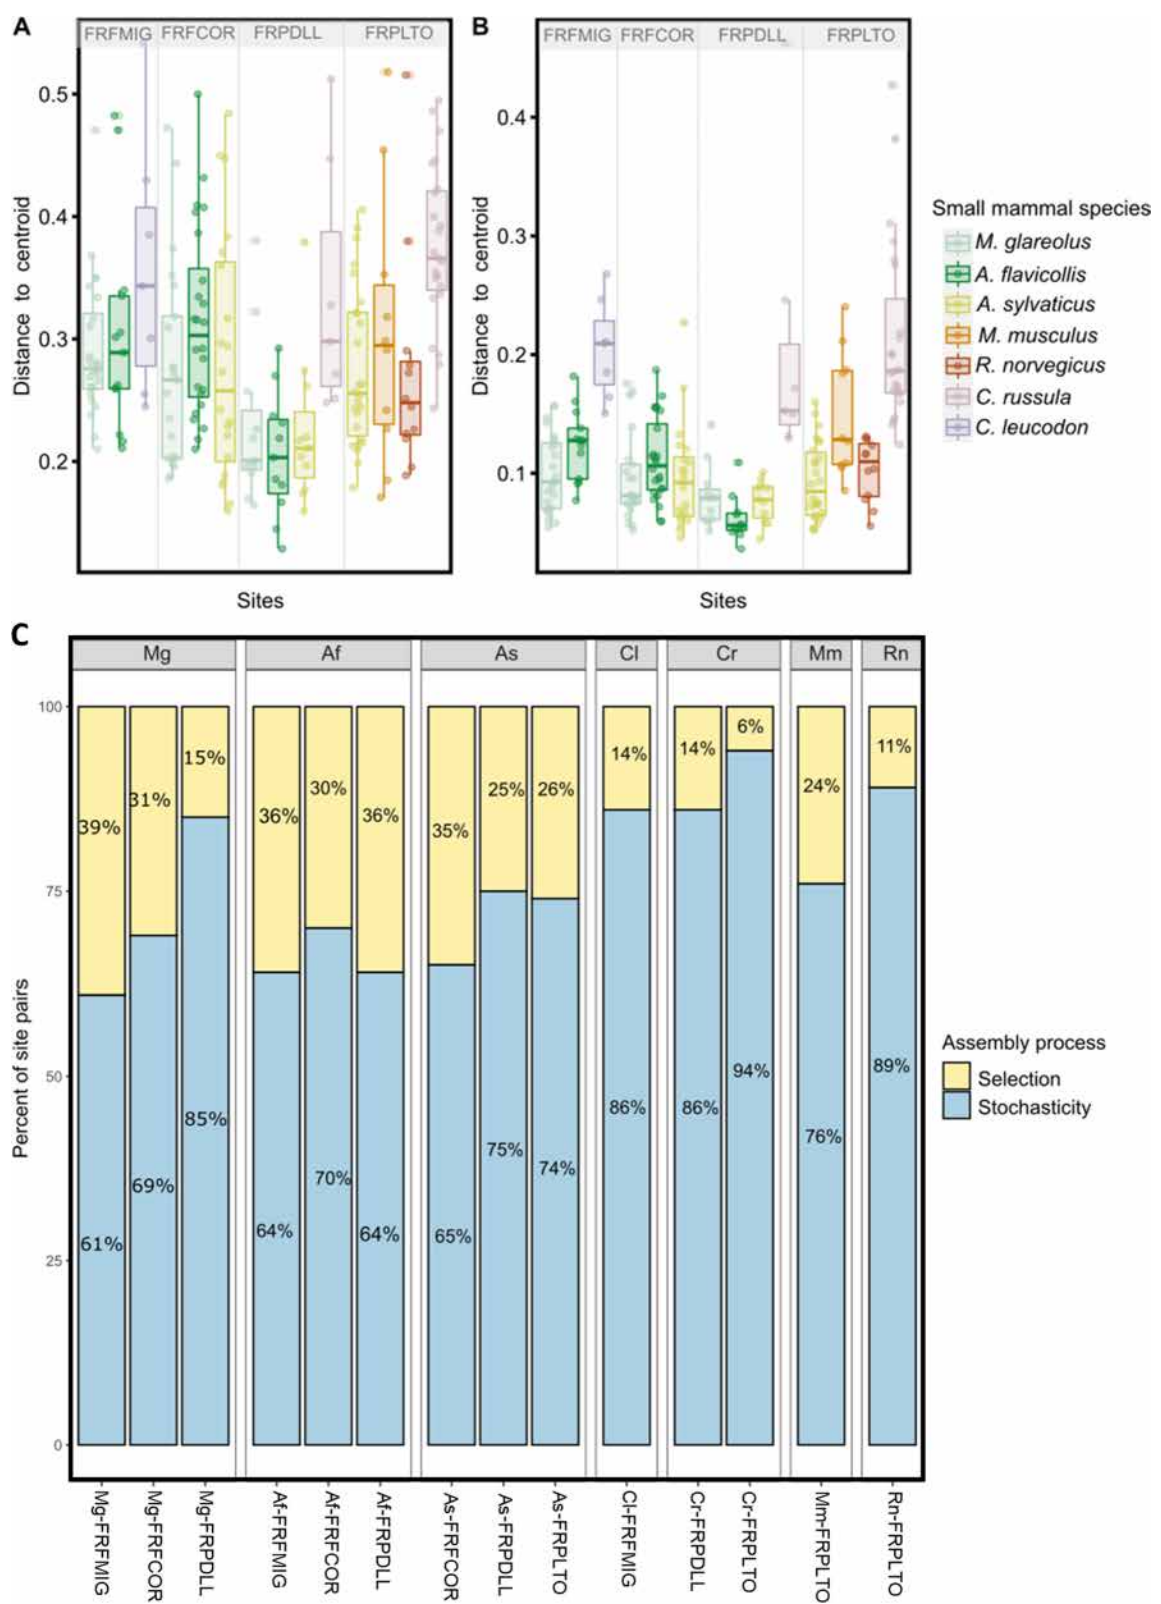 A
FRFMIG FRFCOR FRPDLL FRPLTO
Distance to centroid
0.5
0.4
0.3
0.2
Sites
B
FRFMIG FRFCOR FRPDLL FRPLTO
Distance to centroid
0.4
0.3
0.2
0.1
Sites
Small mammal species
M. glareolus
A. flavicollis
A. sylvaticus
M. musculus
R. norvegicus
C. russula
C. leucodon
C
Mg Af As Cl Cr Mm Rn
Percent of site pairs
100
75
50
25
0
39% 31% 15% 36% 30% 36% 35% 25% 26% 14% 14% 6% 24% 11%
61% 69% 85% 64% 70% 64% 65% 75% 74% 86% 86% 94% 76% 89%
Mg-FRFMIG
Mg-FRFCOR
Mg-FRPDLL
Af-FRFMIG
Af-FRFCOR
Af-FRPDLL
As-FRFCOR
As-FRPDLL
As-FRPLTO
Cl-FRFMIG
Cr-FRPDLL
Cr-FRPLTO
Mm-FRPLTO
Rn-FRPLTO
Assembly process
Selection
Stochasticity